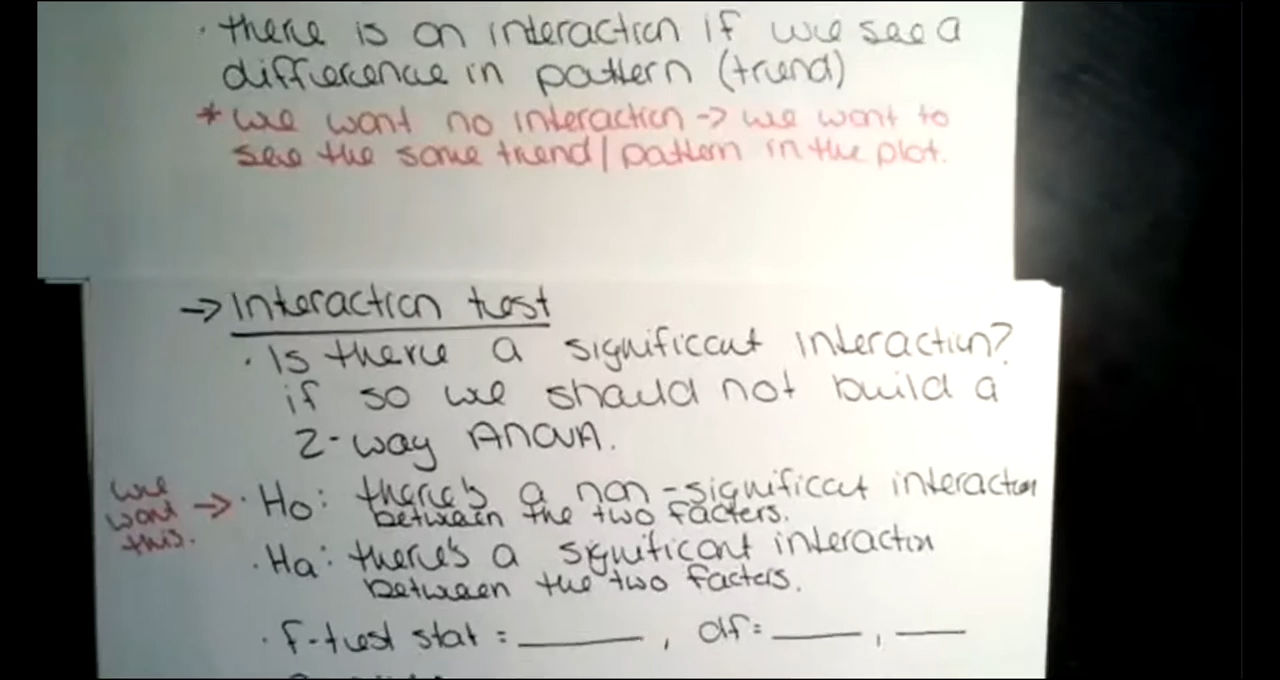 · there is an interaction if we see a
difference in pattern (trend)
* we want no interaction -> we want to
see the same trend/pattern in the plot.
-> Interaction test
· Is there a significant interaction?
if so we should not build a
2-way ANOVA.
we want this. -> · Ho: there's a non-significant interaction
between the two factors.
· Ha: there's a significant interaction
between the two factors.
· F-test stat = ______, df= _____, ____